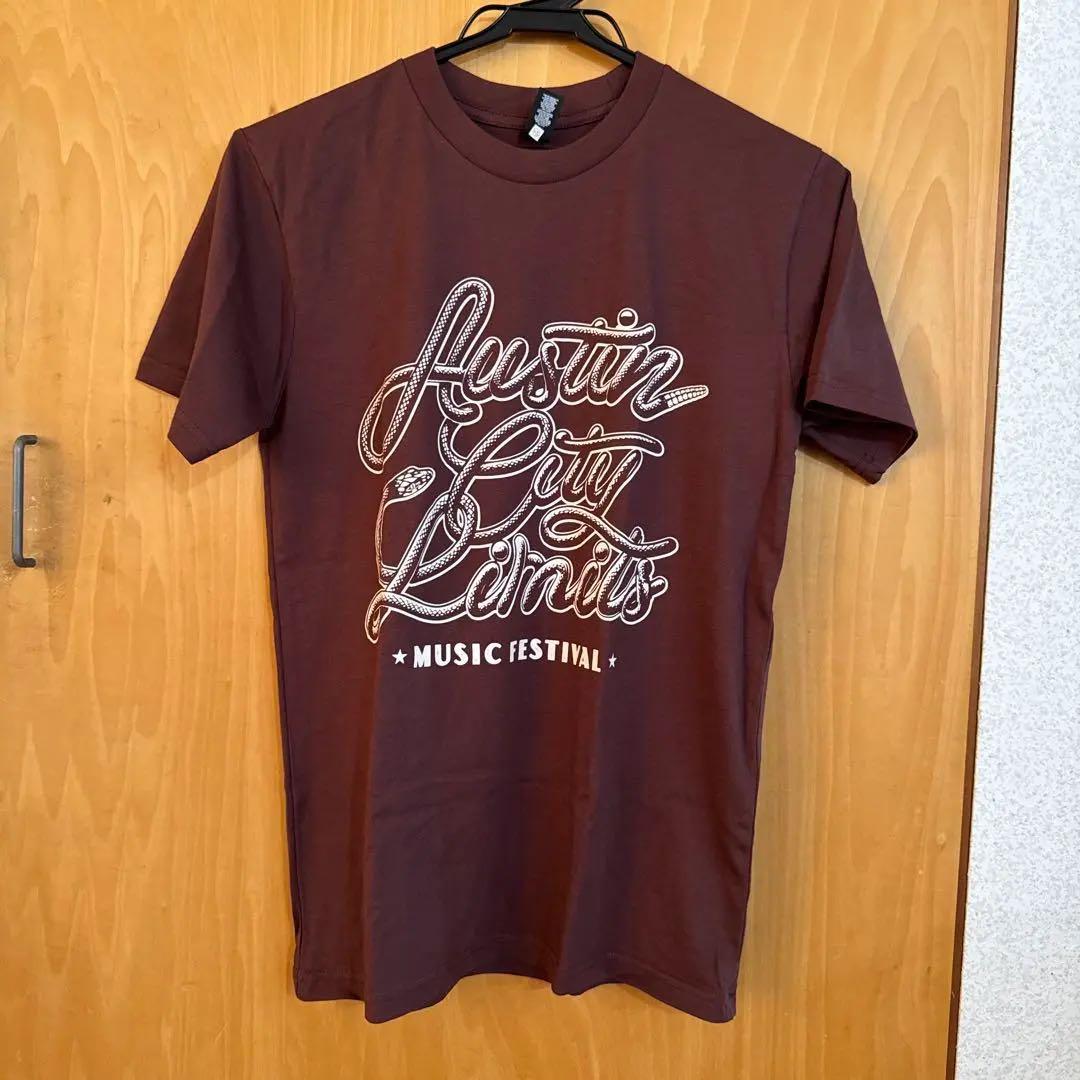 Austin
City
Limits
★ MUSIC FESTIVAL ★